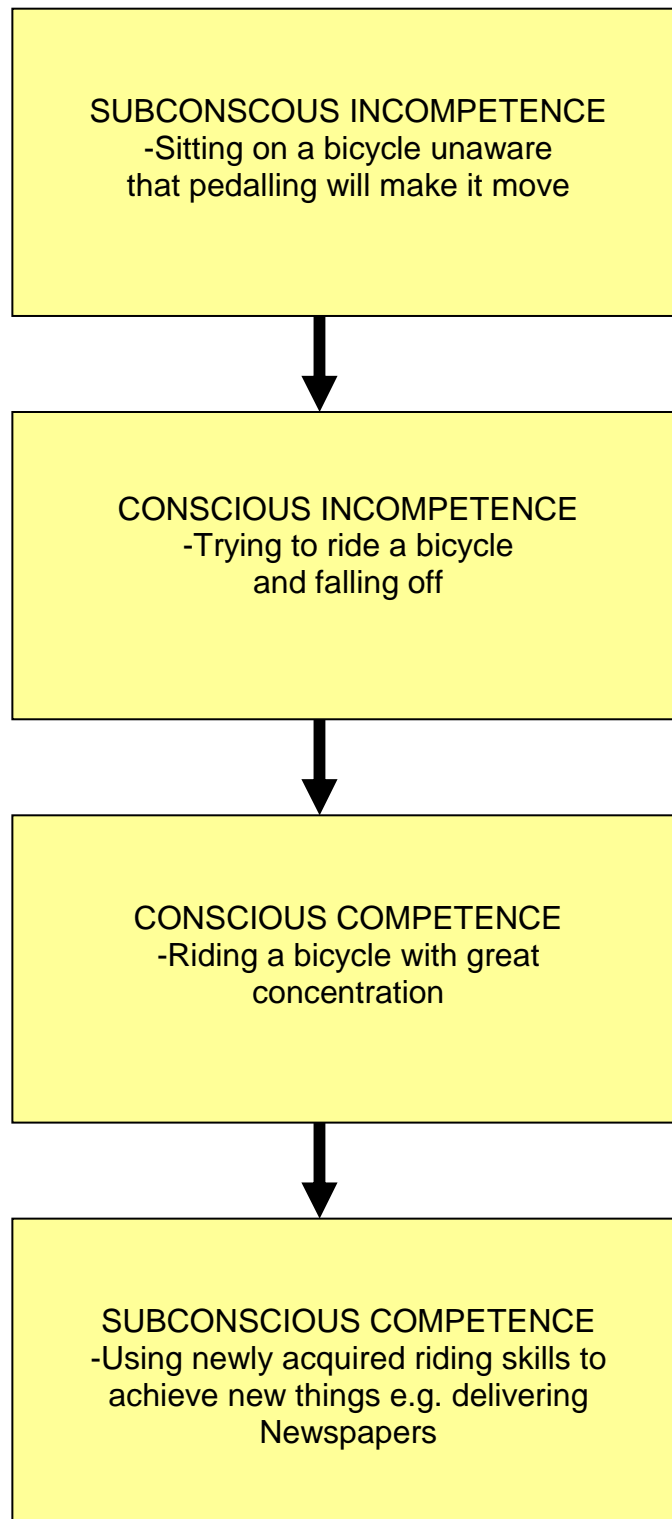 SUBCONSCOUS INCOMPETENCE
-Sitting on a bicycle unaware
that pedalling will make it move
CONSCIOUS INCOMPETENCE
-Trying to ride a bicycle
and falling off
CONSCIOUS COMPETENCE
-Riding a bicycle with great
concentration
SUBCONSCIOUS COMPETENCE
-Using newly acquired riding skills to
achieve new things e.g. delivering
Newspapers